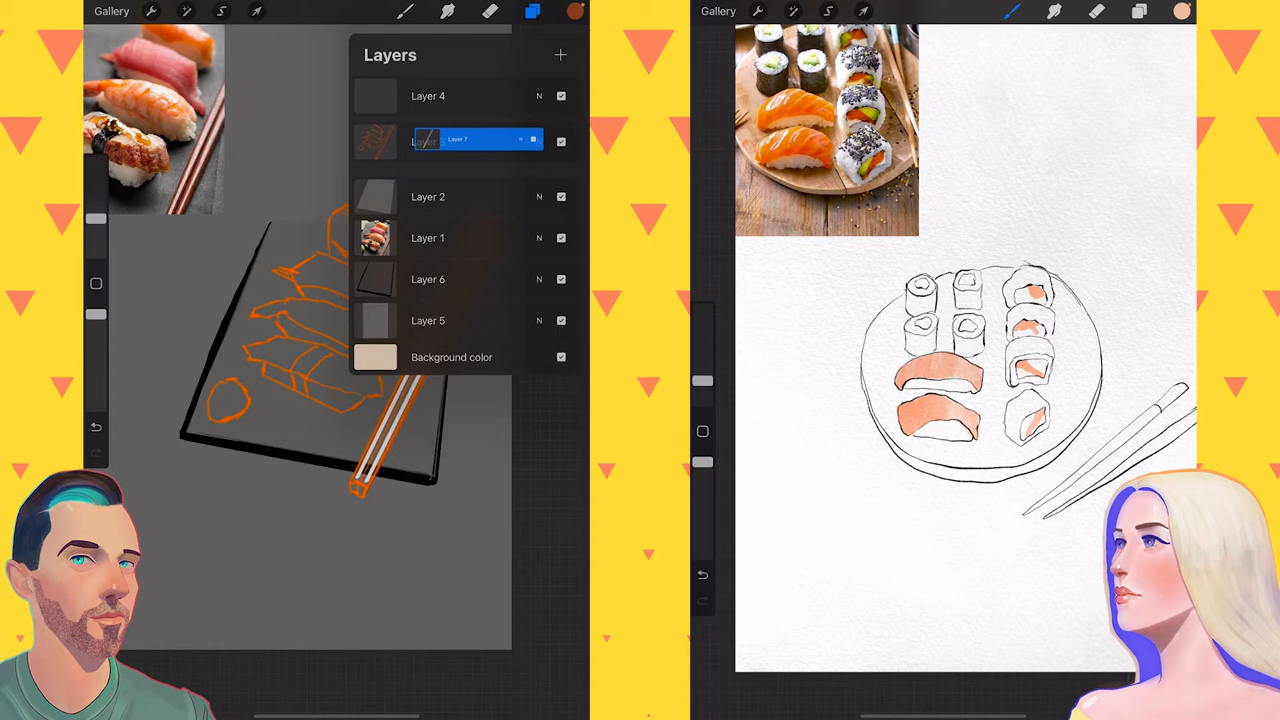 Gallery
Layers
Layer 4
N
Layer 7
N
Layer 2
N
Layer 1
N
Layer 6
N
Layer 5
N
Background color
Gallery